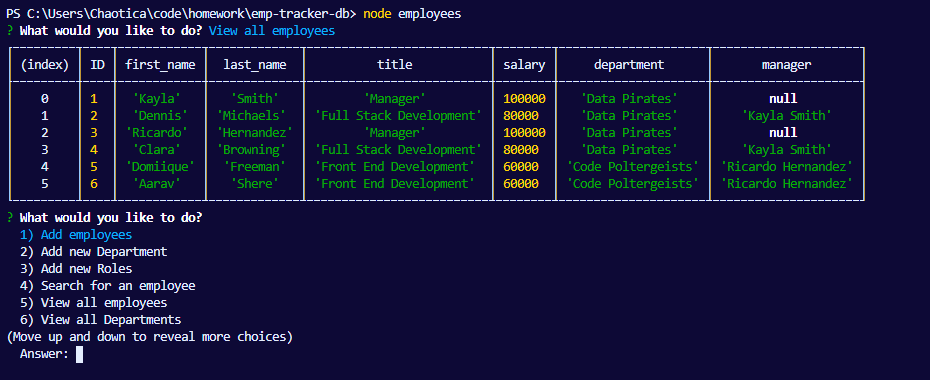 PS C:\Users\Chaotica\code\homework\emp-tracker-db> node employees
? What would you like to do? View all employees
(index) ID first_name last_name title salary department manager
0 1 'Kayla' 'Smith' 'Manager' 100000 'Data Pirates' null
1 2 'Dennis' 'Michaels' 'Full Stack Development' 80000 'Data Pirates' 'Kayla Smith'
2 3 'Ricardo' 'Hernandez' 'Manager' 100000 'Data Pirates' null
3 4 'Clara' 'Browning' 'Full Stack Development' 80000 'Data Pirates' 'Kayla Smith'
4 5 'Domiique' 'Freeman' 'Front End Development' 60000 'Code Poltergeists' 'Ricardo Hernandez'
5 6 'Aarav' 'Shere' 'Front End Development' 60000 'Code Poltergeists' 'Ricardo Hernandez'
? What would you like to do?
1) Add employees
2) Add new Department
3) Add new Roles
4) Search for an employee
5) View all employees
6) View all Departments
(Move up and down to reveal more choices)
Answer: